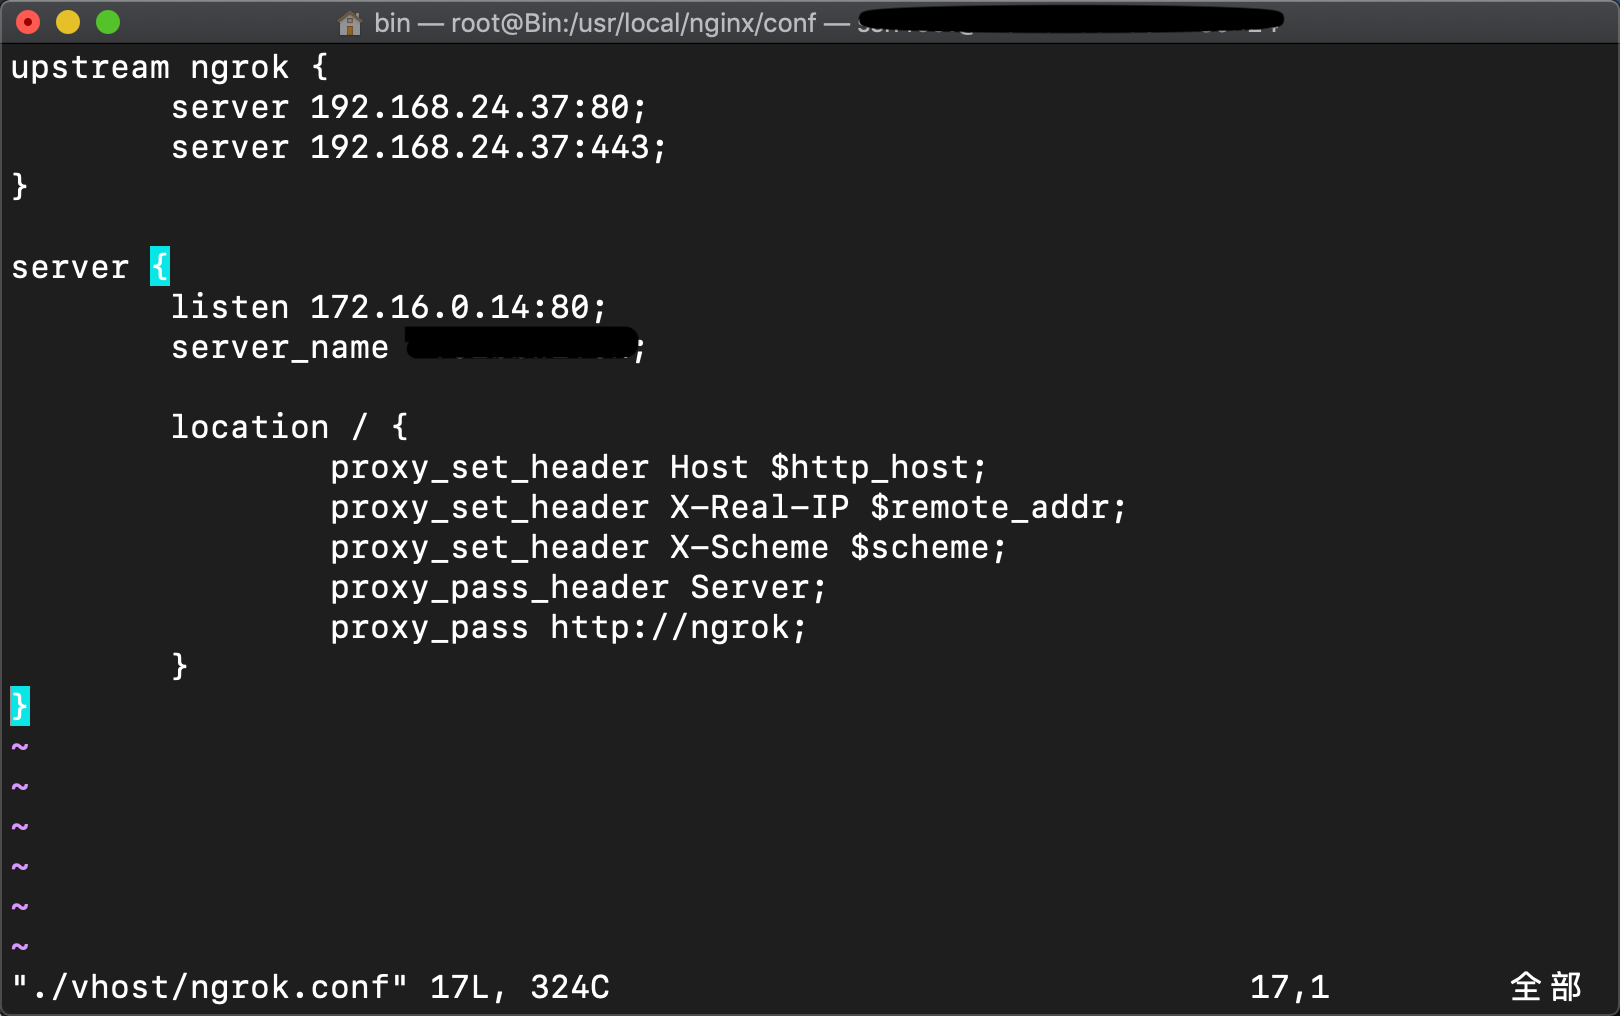 bin — root@Bin:/usr/local/nginx/conf —
upstream ngrok {
        server 192.168.24.37:80;
        server 192.168.24.37:443;
}
server {
        listen 172.16.0.14:80;
        server_name ;
        location / {
                proxy_set_header Host $http_host;
                proxy_set_header X-Real-IP $remote_addr;
                proxy_set_header X-Scheme $scheme;
                proxy_pass_header Server;
                proxy_pass http://ngrok;
        }
}
~
~
~
~
~
~
"./vhost/ngrok.conf" 17L, 324C 17,1 全部